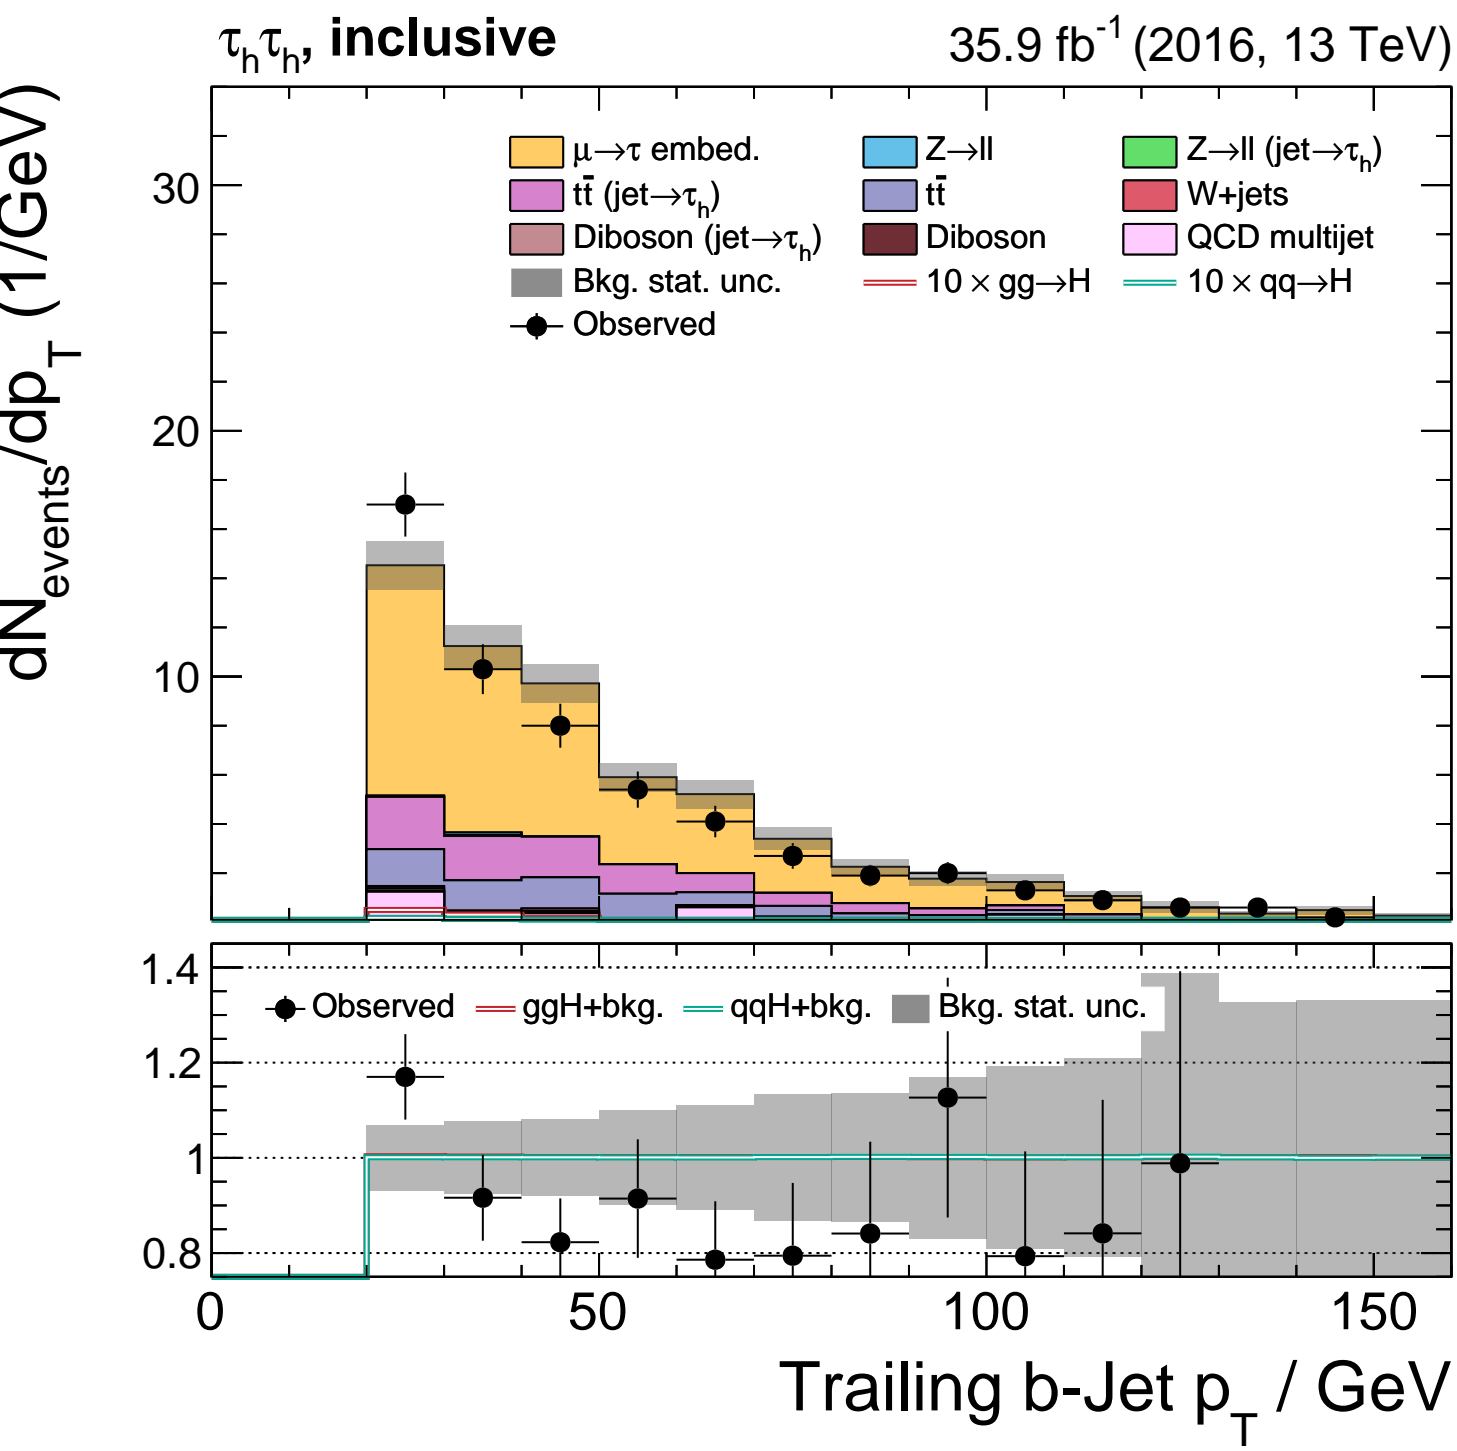 τhτh, inclusive 35.9 fb-1 (2016, 13 TeV)
dNevents/dpT (1/GeV)
30
20
10
μ→τ embed. Z→ll Z→ll (jet→τh)
tt̄ (jet→τh) tt̄ W+jets
Diboson (jet→τh) Diboson QCD multijet
Bkg. stat. unc. 10 × gg→H 10 × qq→H
Observed
1.4
1.2
1
0.8
Observed ggH+bkg. qqH+bkg. Bkg. stat. unc.
0 50 100 150
Trailing b-Jet pT / GeV